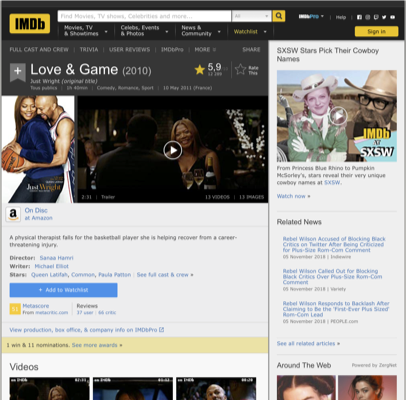 IMDb
Find Movies, TV shows, Celebrities and more...
All
IMDbPro
Help
Movies, TV
& Showtimes
Celebs, Events
& Photos
News &
Community
Watchlist
Sign in
FULL CAST AND CREW | TRIVIA | USER REVIEWS | IMDbPro | MORE
SHARE
Love & Game (2010)
Just Wright (original title)
Tous publics | 1h 40min | Comedy, Romance, Sport | 10 May 2011 (France)
5,9
Rate
This
Just Wright
2:31 | Trailer
13 VIDEOS | 13 IMAGES
On Disc
at Amazon
A physical therapist falls for the basketball player she is helping recover from a career-
threatening injury.
Director: Sanaa Hamri
Writer: Michael Elliot
Stars: Queen Latifah, Common, Paula Patton | See full cast & crew »
+ Add to Watchlist
Metascore
From metacritic.com
Reviews
37 user | 66 critic
View production, box office, & company info on IMDbPro
1 win & 11 nominations. See more awards »
Videos
SXSW Stars Pick Their Cowboy
Names
IMDb
AT
SXSW
From Princess Blue Rhino to Pumpkin
McSorley's, stars reveal their very unique
cowboy names at SXSW.
Watch now »
Related News
Rebel Wilson Accused of Blocking
Black Critics on Twitter After Being Criticized
for Plus-Size Rom-Com Comment
05 November 2018 | Indiewire
Rebel Wilson Called Out for Blocking
Black Critics Over Plus-Size Rom-Com
Comment
05 November 2018 | Variety
Rebel Wilson Responds to Backlash After
Claiming to Be the 'First-Ever Plus Sized'
Rom-Com Lead
05 November 2018 | PEOPLE.com
See all related articles »
Around The Web
Powered by ZergNet